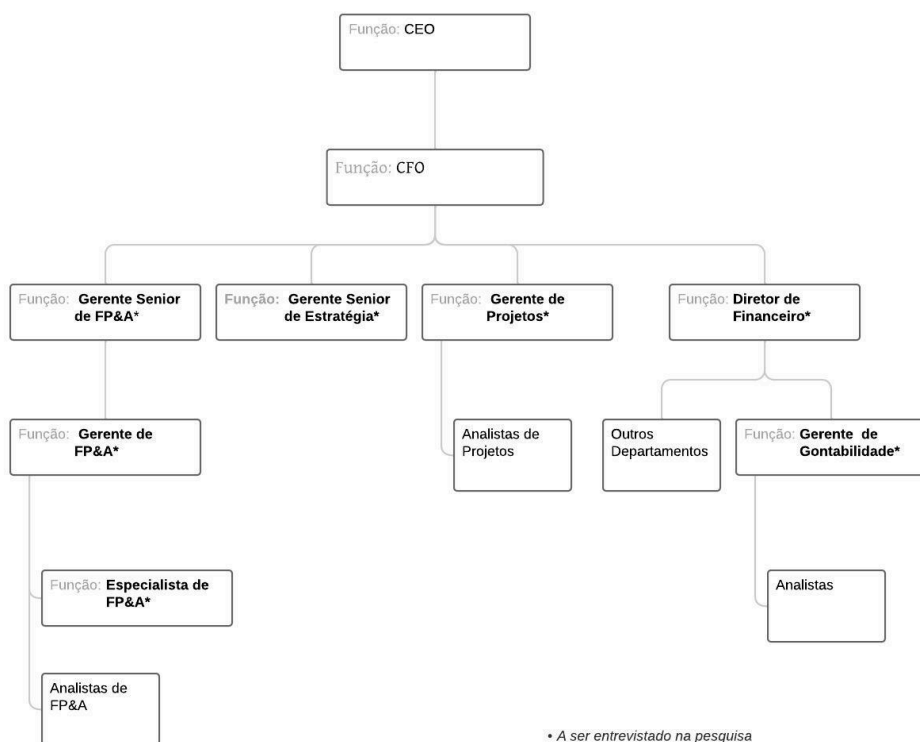 Função: CEO
Função: CFO
Função: Gerente Senior
de FP&A*
Função: Gerente Senior
de Estratégia*
Função: Gerente de
Projetos*
Função: Diretor de
Financeiro*
Função: Gerente de
FP&A*
Analistas de
Projetos
Outros
Departamentos
Função: Gerente de
Gontabilidade*
Função: Especialista de
FP&A*
Analistas
Analistas de
FP&A
• A ser entrevistado na pesquisa